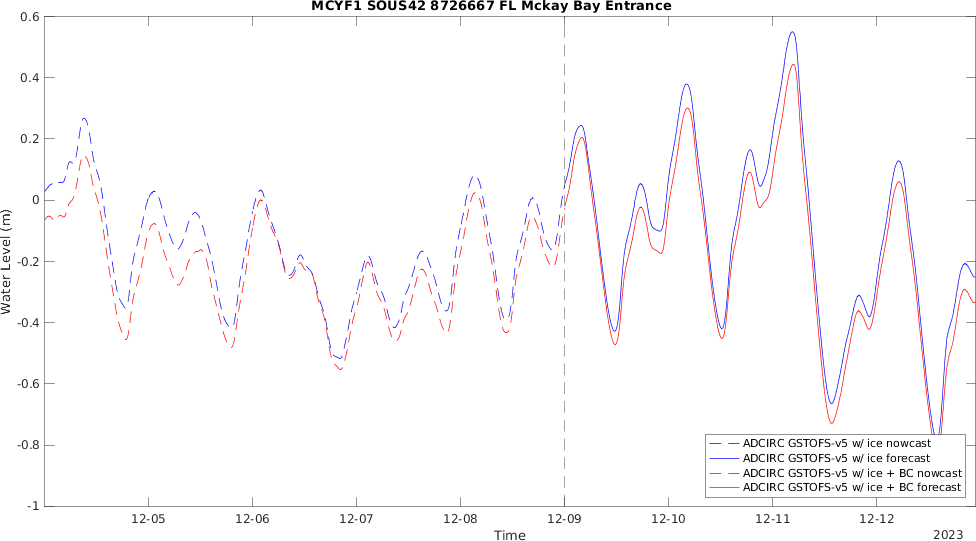 MCYF1 SOUS42 8726667 FL Mckay Bay Entrance
0.6
0.4
0.2
0
-0.2
-0.4
-0.6
-0.8
-1
Water Level (m)
12-05 12-06 12-07 12-08 12-09 12-10 12-11 12-12
Time
2023
ADCIRC GSTOFS-v5 w/ ice nowcast
ADCIRC GSTOFS-v5 w/ ice forecast
ADCIRC GSTOFS-v5 w/ ice + BC nowcast
ADCIRC GSTOFS-v5 w/ ice + BC forecast